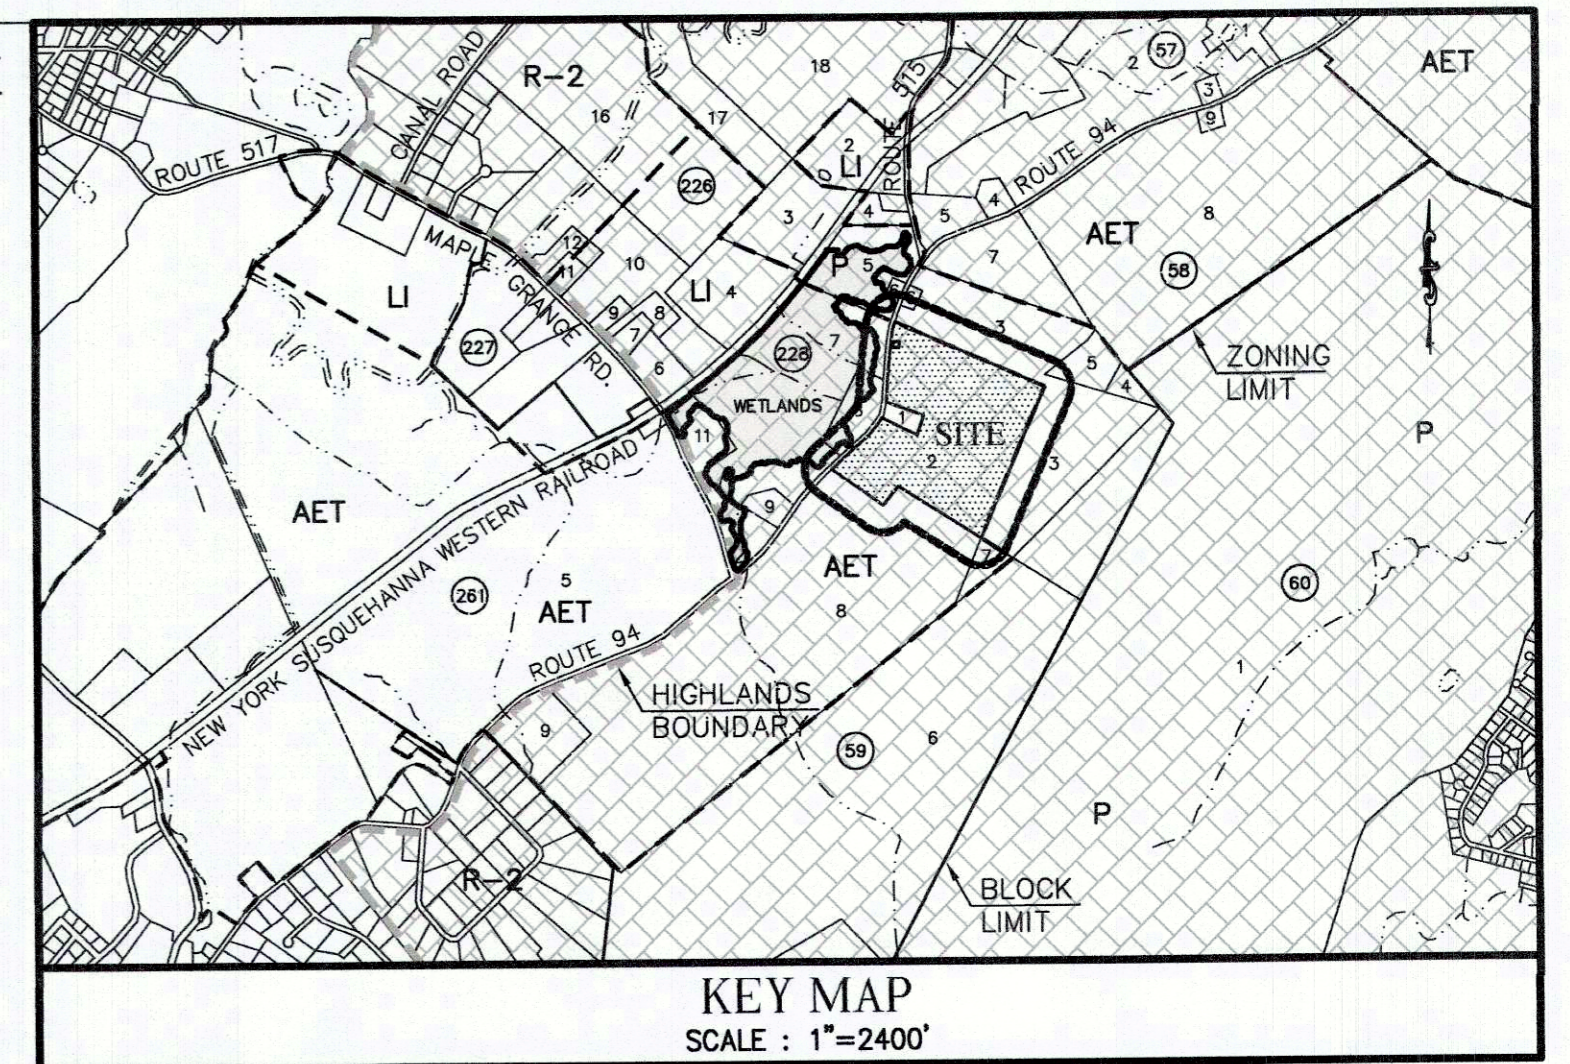 CANAL ROAD
R-2
18
16
17
ROUTE 515
57
2
1
3
9
AET
ROUTE 517
ROUTE 94
2
LI
226
3
4
5
4
8
AET
7
58
MAPLE GRANGE RD.
12
11
10
LI
4
P
5
LI
227
9
8
7
6
7
228
3
5
4
ZONING
LIMIT
WETLANDS
11
1
SITE
2
3
P
9
7
AET
NEW YORK SUSQUEHANNA WESTERN RAILROAD
261
5
AET
AET
8
60
1
ROUTE 94
HIGHLANDS
BOUNDARY
9
59
6
P
R-2
BLOCK
LIMIT
KEY MAP
SCALE : 1"=2400'